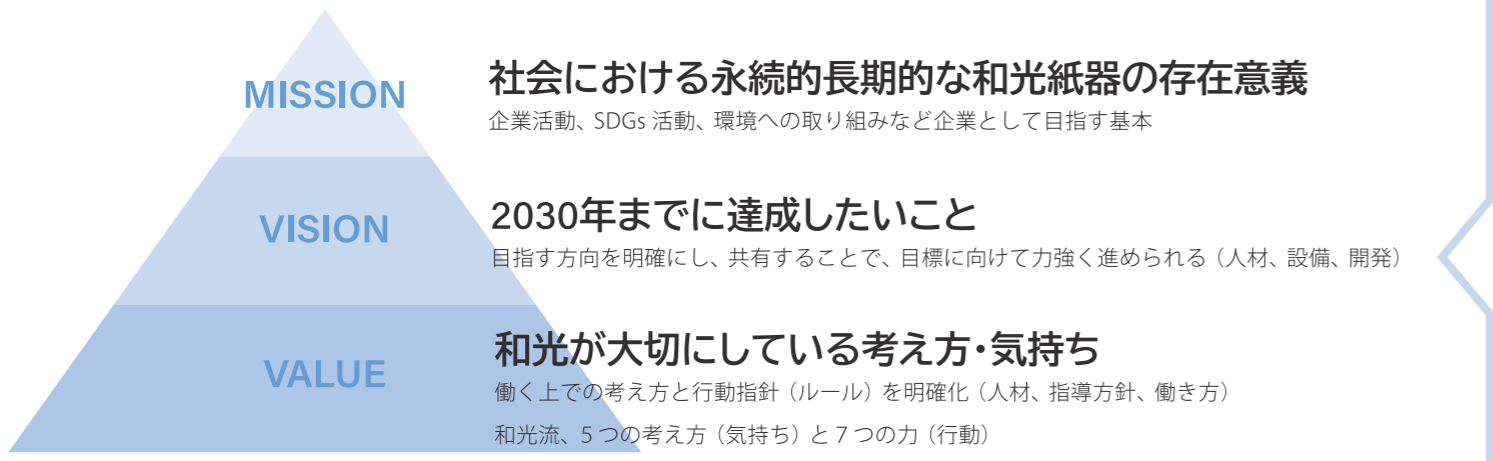 MISSION
社会における永続的長期的な和光紙器の存在意義
企業活動、SDGs 活動、環境への取り組みなど企業として目指す基本
VISION
2030年までに達成したいこと
目指す方向を明確にし、共有することで、目標に向けて力強く進められる（人材、設備、開発）
VALUE
和光が大切にしている考え方・気持ち
働く上での考え方と行動指針（ルール）を明確化（人材、指導方針、働き方）
和光流、5つの考え方（気持ち）と7つの力（行動）